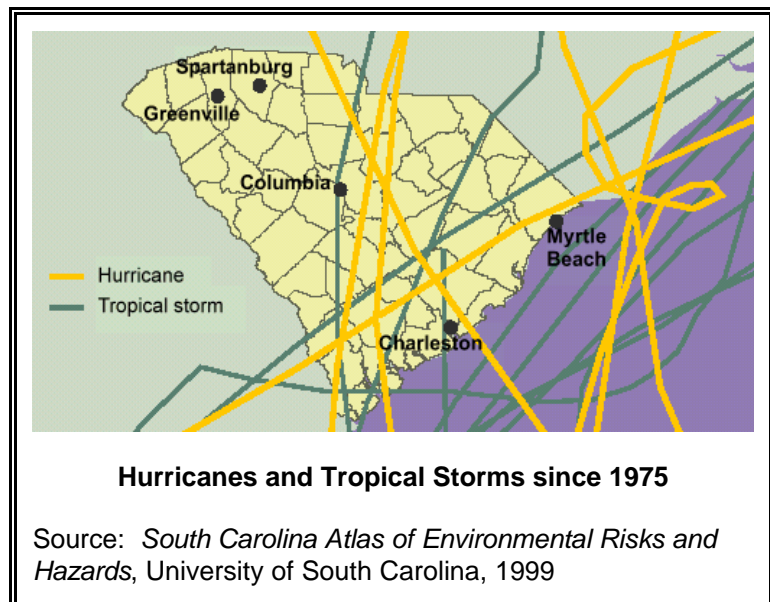 Spartanburg
Greenville
Columbia
Myrtle
Beach
Hurricane
Tropical storm
Charleston
Hurricanes and Tropical Storms since 1975
Source: South Carolina Atlas of Environmental Risks and
Hazards, University of South Carolina, 1999